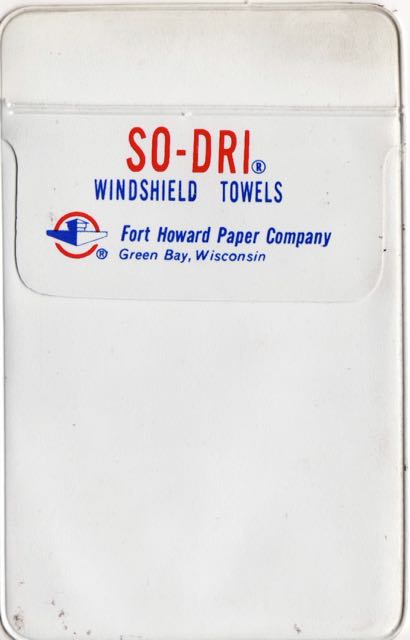 SO-DRI®
WINDSHIELD TOWELS
Fort Howard Paper Company
® Green Bay, Wisconsin